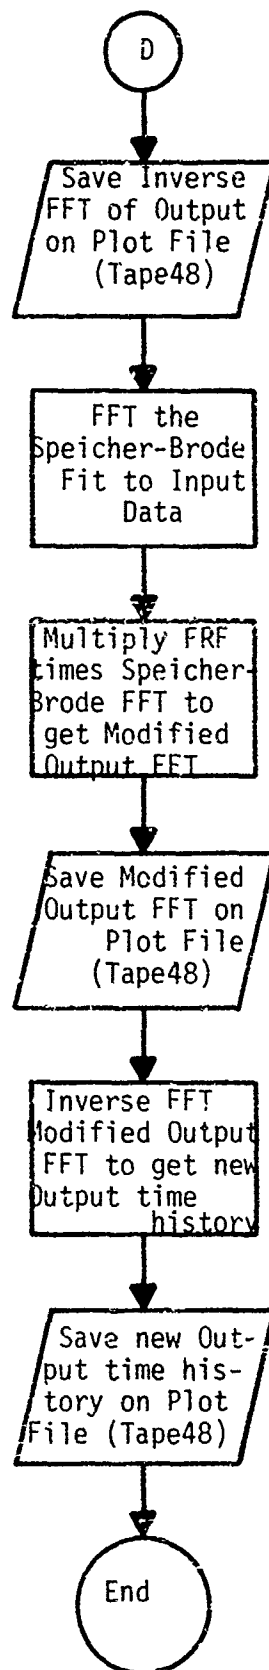 D
Save Inverse
FFT of Output
on Plot File
(Tape48)
FFT the
Speicher-Brode
Fit to Input
Data
Multiply FRF
times Speicher-
Brode FFT to
get Modified
Output FFT
Save Modified
Output FFT on
Plot File
(Tape48)
Inverse FFT
Modified Output
FFT to get new
Output time
history
Save new Out-
put time his-
tory on Plot
File (Tape48)
End